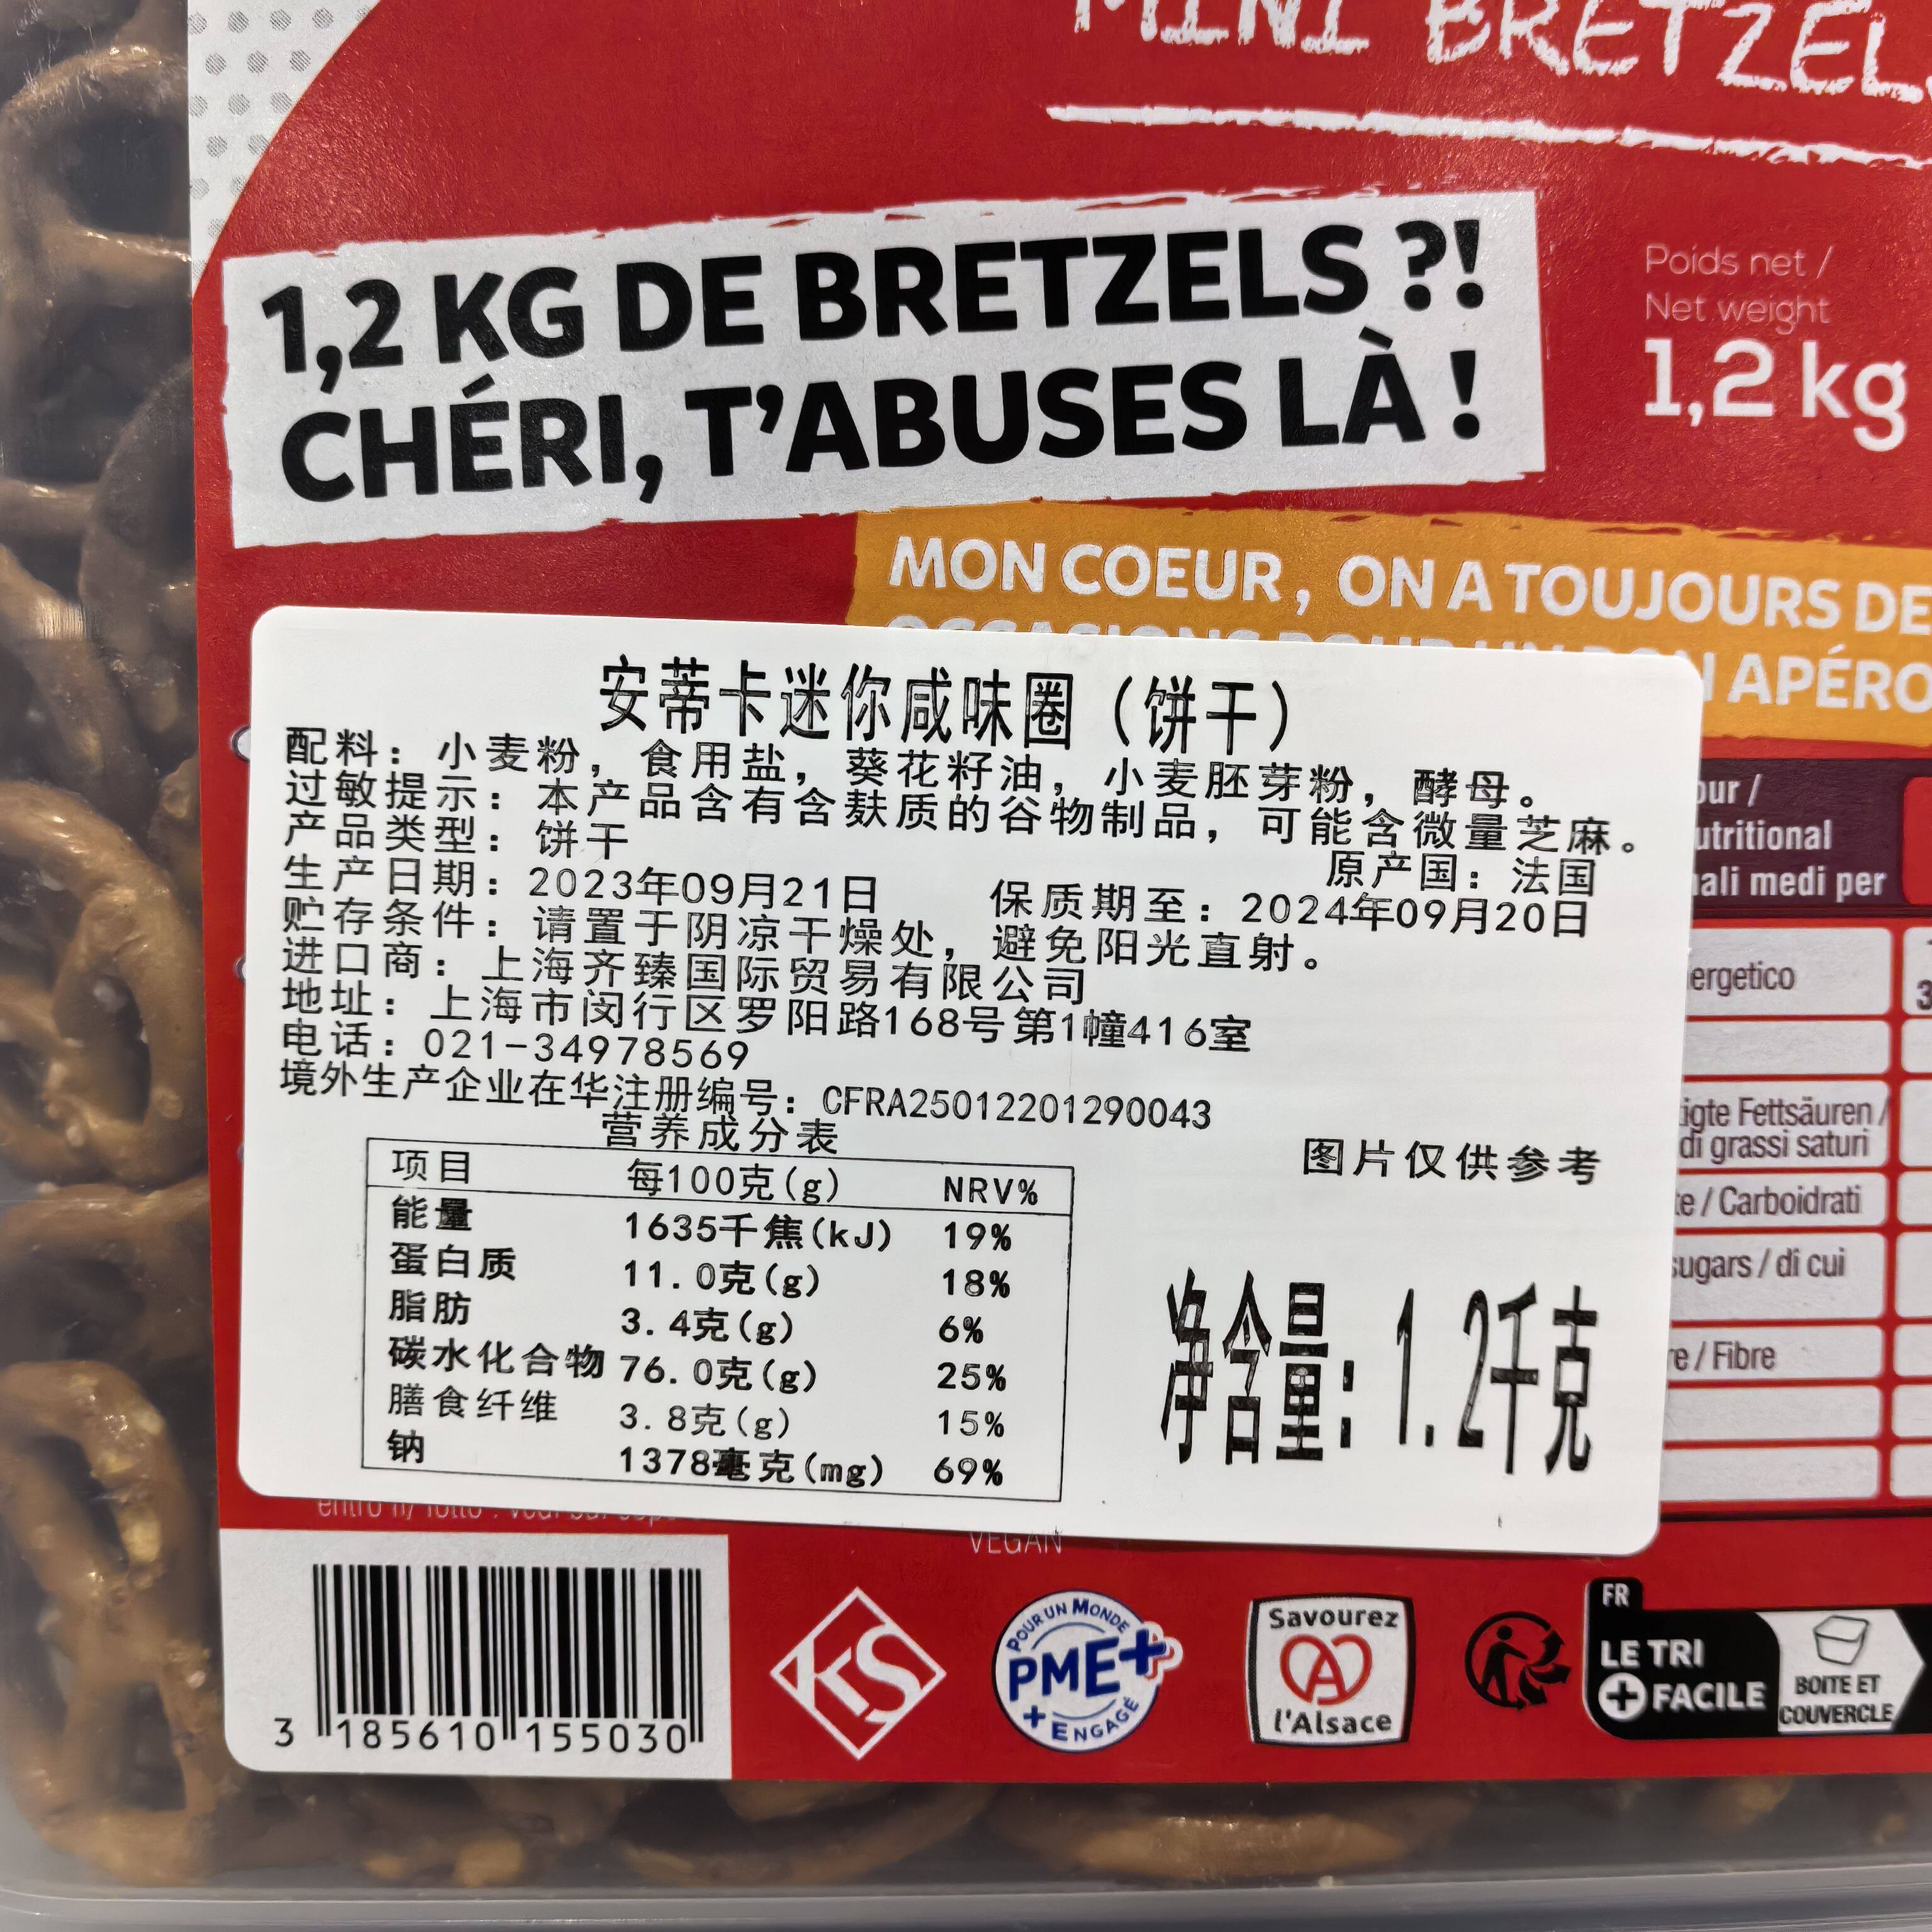 MINI BRETZEL
1,2 KG DE BRETZELS ?!
CHÉRI, T'ABUSES LÀ !
Poids net /
Net weight
1,2 kg
MON COEUR, ON A TOUJOURS DE
APÉRO
安蒂卡迷你咸味圈（饼干）
配料：小麦粉，食用盐，葵花籽油，小麦胚芽粉，酵母。
过敏提示：本产品含有含麸质的谷物制品，可能含微量芝麻。
产品类型：饼干
原产国：法国
生产日期：2023年09月21日 保质期至：2024年09月20日
贮存条件：请置于阴凉干燥处，避免阳光直射。
进口商：上海齐臻国际贸易有限公司
地址：上海市闵行区罗阳路168号第1幢416室
电话：021-34978569
境外生产企业在华注册编号：CFRA25012201290043
营养成分表
项目 每100克(g) NRV%
能量 1635千焦(kJ) 19%
蛋白质 11.0克(g) 18%
脂肪 3.4克(g) 6%
碳水化合物 76.0克(g) 25%
膳食纤维 3.8克(g) 15%
钠 1378毫克(mg) 69%
图片仅供参考
净含量：1.2千克
our /
utritional
ali medi per
ergetico
igte Fettsäuren /
di grassi saturi
te / Carboidrati
sugars / di cui
re / Fibre
VEGAN
3 185610 155030
KS
POUR UN MONDE
PME+
+ ENGAGÉ
Savourez
A
l'Alsace
FR
LE TRI
+ FACILE
BOITE ET
COUVERCLE